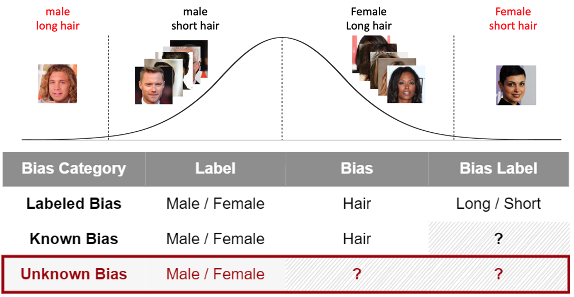 male
long hair
male
short hair
Female
Long hair
Female
short hair
Bias Category Label Bias Bias Label
Labeled Bias Male / Female Hair Long / Short
Known Bias Male / Female Hair ?
Unknown Bias Male / Female ? ?